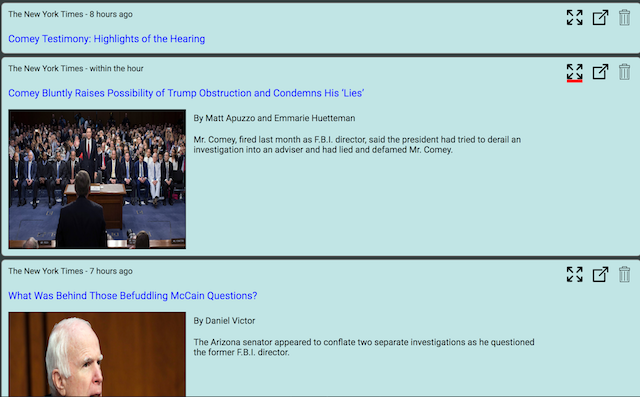 The New York Times - 8 hours ago
Comey Testimony: Highlights of the Hearing
The New York Times - within the hour
Comey Bluntly Raises Possibility of Trump Obstruction and Condemns His ‘Lies’
By Matt Apuzzo and Emmarie Huetteman
Mr. Comey, fired last month as F.B.I. director, said the president had tried to derail an
investigation into an adviser and had lied and defamed Mr. Comey.
The New York Times - 7 hours ago
What Was Behind Those Befuddling McCain Questions?
By Daniel Victor
The Arizona senator appeared to conflate two separate investigations as he questioned
the former F.B.I. director.